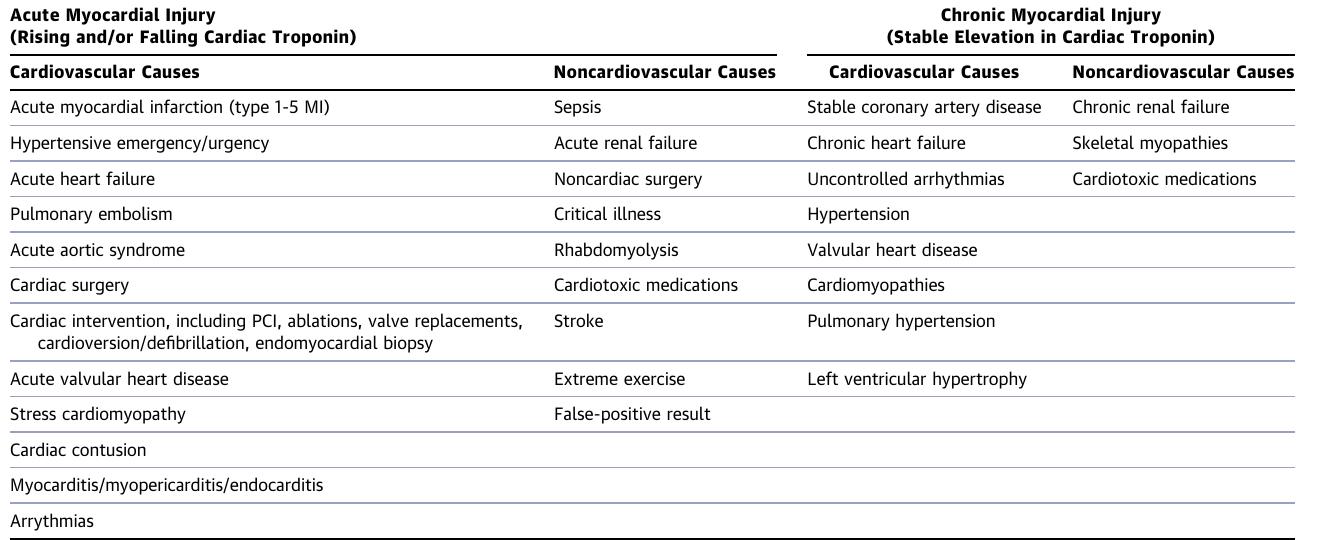 Acute Myocardial Injury
(Rising and/or Falling Cardiac Troponin)
Chronic Myocardial Injury
(Stable Elevation in Cardiac Troponin)
Cardiovascular Causes Noncardiovascular Causes Cardiovascular Causes Noncardiovascular Causes
Acute myocardial infarction (type 1-5 MI) Sepsis Stable coronary artery disease Chronic renal failure
Hypertensive emergency/urgency Acute renal failure Chronic heart failure Skeletal myopathies
Acute heart failure Noncardiac surgery Uncontrolled arrhythmias Cardiotoxic medications
Pulmonary embolism Critical illness Hypertension
Acute aortic syndrome Rhabdomyolysis Valvular heart disease
Cardiac surgery Cardiotoxic medications Cardiomyopathies
Cardiac intervention, including PCI, ablations, valve replacements, Stroke Pulmonary hypertension
cardioversion/defibrillation, endomyocardial biopsy
Acute valvular heart disease Extreme exercise Left ventricular hypertrophy
Stress cardiomyopathy False-positive result
Cardiac contusion
Myocarditis/myopericarditis/endocarditis
Arrythmias